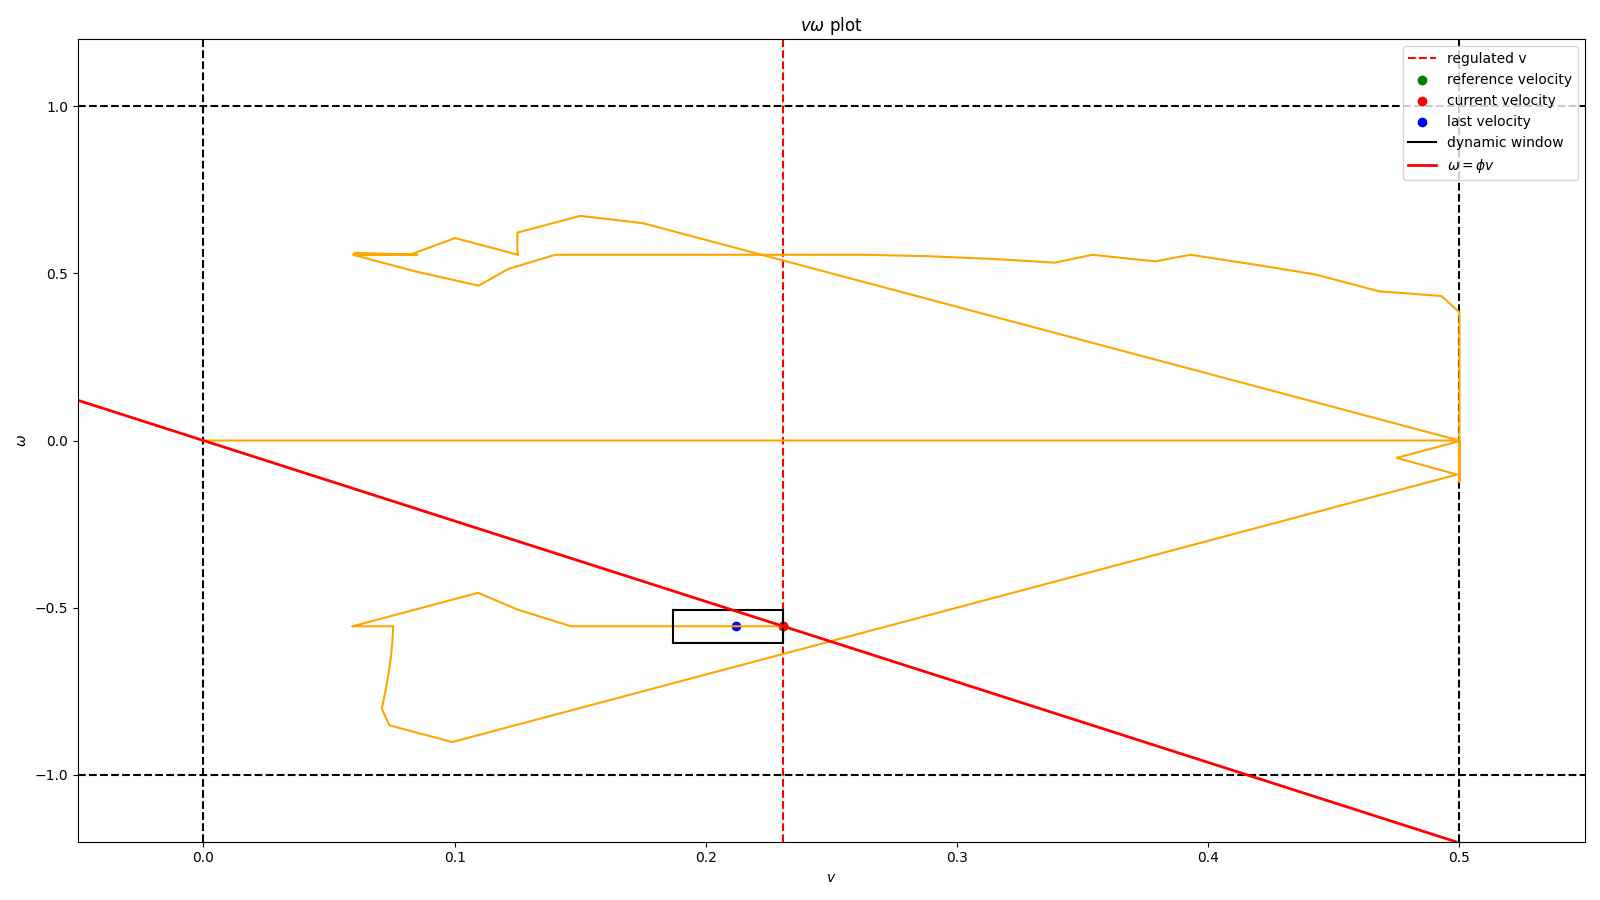 vω plot
regulated v
reference velocity
current velocity
last velocity
dynamic window
ω = ϕv
1.0
0.5
0.0
−0.5
−1.0
ω
0.0 0.1 0.2 0.3 0.4 0.5
v